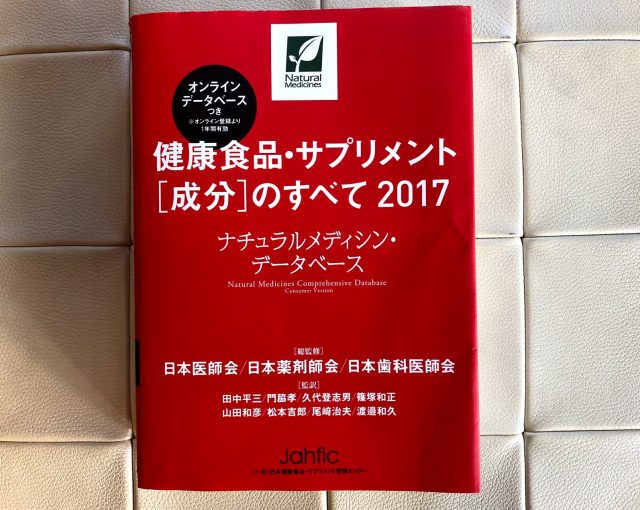 Natural
Medicines
オンライン
データベース
つき
※オンライン登録より
1年間有効
健康食品・サプリメント
[成分]のすべて 2017
ナチュラルメディシン・
データベース
Natural Medicines Comprehensive Database
Consumer Version
[総監修]
日本医師会/日本薬剤師会/日本歯科医師会
[監訳]
田中平三/門脇孝/久代登志男/篠塚和正
山田和彦/松本吉郎/尾﨑治夫/渡邉和久
Jahfic
(一社)日本健康食品・サプリメント情報センター